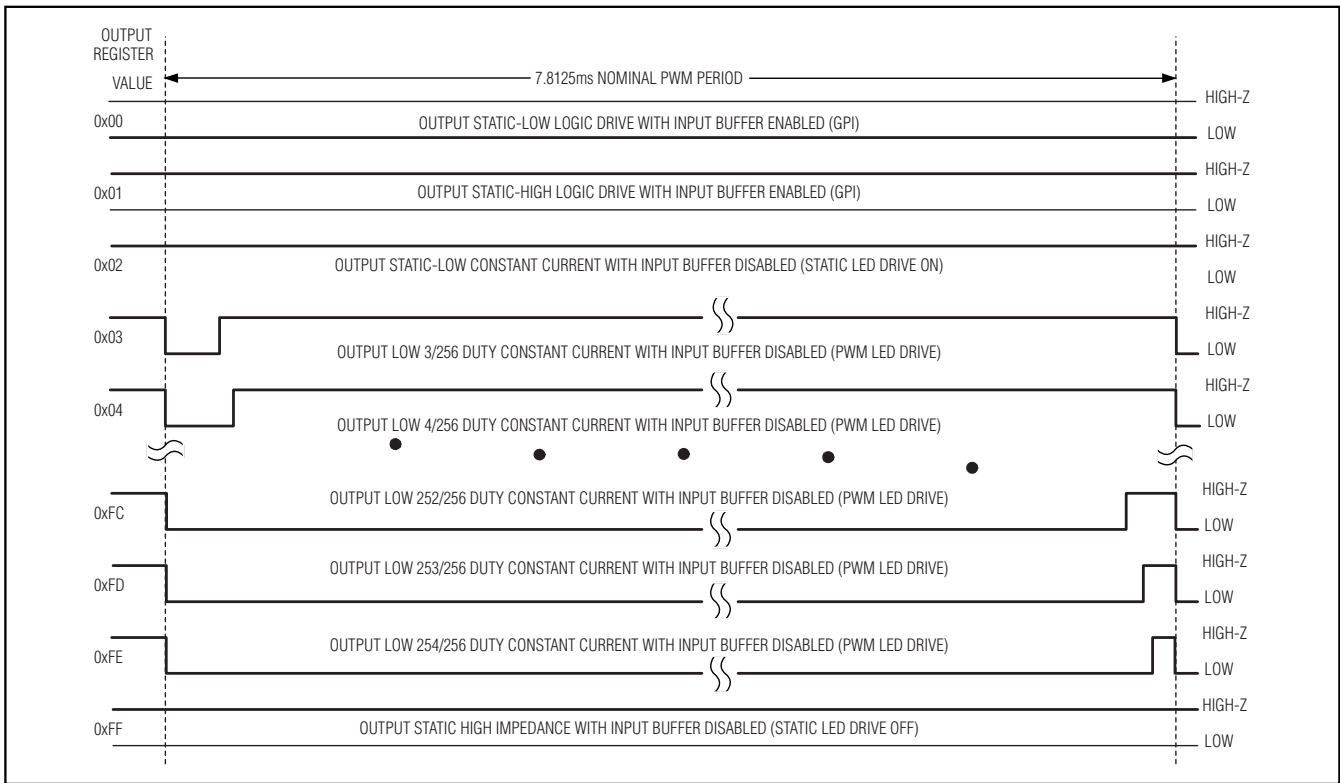 OUTPUT
REGISTER
VALUE
7.8125ms NOMINAL PWM PERIOD
HIGH-Z
0x00
OUTPUT STATIC-LOW LOGIC DRIVE WITH INPUT BUFFER ENABLED (GPI)
LOW
HIGH-Z
0x01
OUTPUT STATIC-HIGH LOGIC DRIVE WITH INPUT BUFFER ENABLED (GPI)
LOW
HIGH-Z
0x02
OUTPUT STATIC-LOW CONSTANT CURRENT WITH INPUT BUFFER DISABLED (STATIC LED DRIVE ON)
LOW
HIGH-Z
0x03
OUTPUT LOW 3/256 DUTY CONSTANT CURRENT WITH INPUT BUFFER DISABLED (PWM LED DRIVE)
LOW
HIGH-Z
0x04
OUTPUT LOW 4/256 DUTY CONSTANT CURRENT WITH INPUT BUFFER DISABLED (PWM LED DRIVE)
LOW
HIGH-Z
0xFC
OUTPUT LOW 252/256 DUTY CONSTANT CURRENT WITH INPUT BUFFER DISABLED (PWM LED DRIVE)
LOW
HIGH-Z
0xFD
OUTPUT LOW 253/256 DUTY CONSTANT CURRENT WITH INPUT BUFFER DISABLED (PWM LED DRIVE)
LOW
HIGH-Z
0xFE
OUTPUT LOW 254/256 DUTY CONSTANT CURRENT WITH INPUT BUFFER DISABLED (PWM LED DRIVE)
LOW
HIGH-Z
0xFF
OUTPUT STATIC HIGH IMPEDANCE WITH INPUT BUFFER DISABLED (STATIC LED DRIVE OFF)
LOW